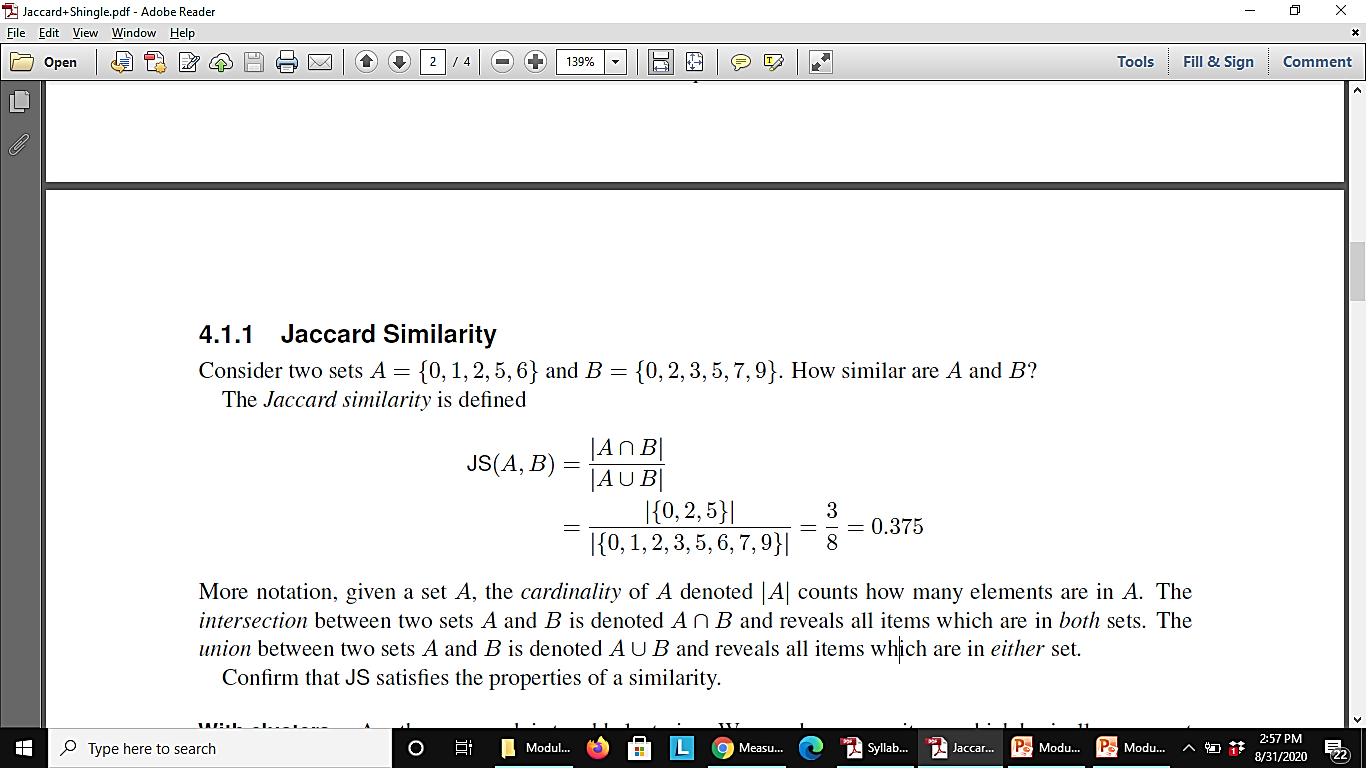 Jaccard+Shingle.pdf - Adobe Reader
File Edit View Window Help
Open 2 / 4 139% Tools Fill & Sign Comment
4.1.1 Jaccard Similarity
Consider two sets A = {0, 1, 2, 5, 6} and B = {0, 2, 3, 5, 7, 9}. How similar are A and B?
The Jaccard similarity is defined
JS(A, B) = |A ∩ B| / |A ∪ B|
= |{0, 2, 5}| / |{0, 1, 2, 3, 5, 6, 7, 9}| = 3/8 = 0.375
More notation, given a set A, the cardinality of A denoted |A| counts how many elements are in A. The
intersection between two sets A and B is denoted A ∩ B and reveals all items which are in both sets. The
union between two sets A and B is denoted A ∪ B and reveals all items which are in either set.
Confirm that JS satisfies the properties of a similarity.
Type here to search Modul... L Measu... Syllab... Jaccar... Modu... Modu... 2:57 PM
8/31/2020 22